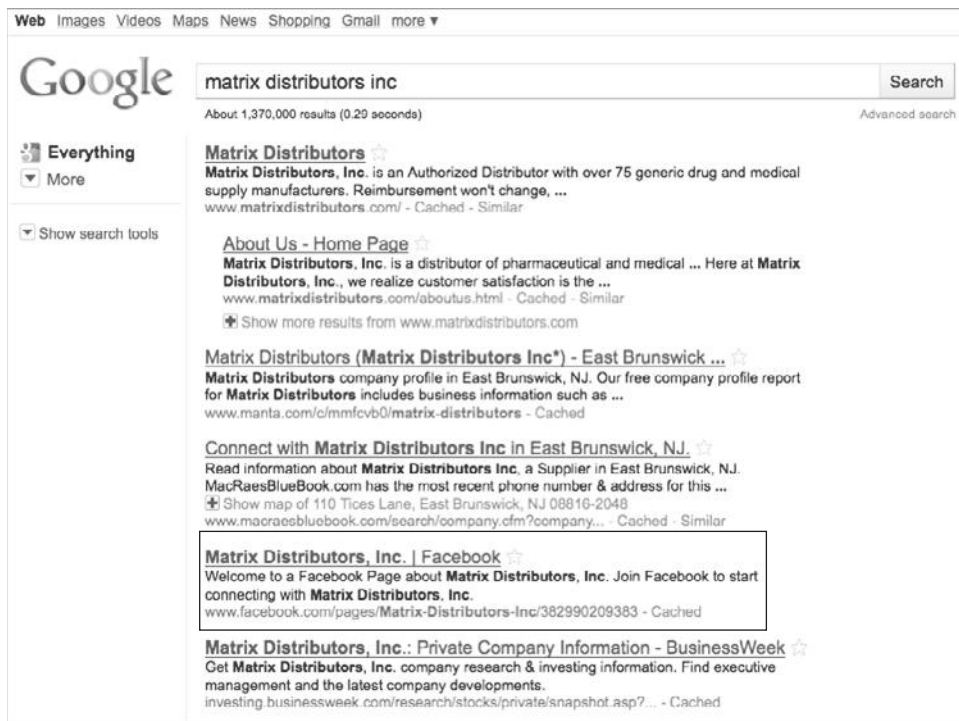 Web Images Videos Maps News Shopping Gmail more ▼
Google
matrix distributors inc
Search
About 1,370,000 results (0.29 seconds)
Advanced search
Everything
More
Show search tools
Matrix Distributors
Matrix Distributors, Inc. is an Authorized Distributor with over 75 generic drug and medical
supply manufacturers. Reimbursement won't change, ...
www.matrixdistributors.com/ - Cached - Similar
About Us - Home Page
Matrix Distributors, Inc. is a distributor of pharmaceutical and medical ... Here at Matrix
Distributors, Inc., we realize customer satisfaction is the ...
www.matrixdistributors.com/aboutus.html - Cached - Similar
Show more results from www.matrixdistributors.com
Matrix Distributors (Matrix Distributors Inc*) - East Brunswick ...
Matrix Distributors company profile in East Brunswick, NJ. Our free company profile report
for Matrix Distributors includes business information such as ...
www.manta.com/c/mmfcvb0/matrix-distributors - Cached
Connect with Matrix Distributors Inc in East Brunswick, NJ.
Read information about Matrix Distributors Inc, a Supplier in East Brunswick, NJ.
MacRaesBlueBook.com has the most recent phone number & address for this ...
Show map of 110 Tices Lane, East Brunswick, NJ 08816-2048
www.macraesbluebook.com/search/company.cfm?company... - Cached - Similar
Matrix Distributors, Inc. | Facebook
Welcome to a Facebook Page about Matrix Distributors, Inc. Join Facebook to start
connecting with Matrix Distributors, Inc.
www.facebook.com/pages/Matrix-Distributors-Inc/382990209383 - Cached
Matrix Distributors, Inc.: Private Company Information - BusinessWeek
Get Matrix Distributors, Inc. company research & investing information. Find executive
management and the latest company developments.
investing.businessweek.com/research/stocks/private/snapshot.asp?... - Cached